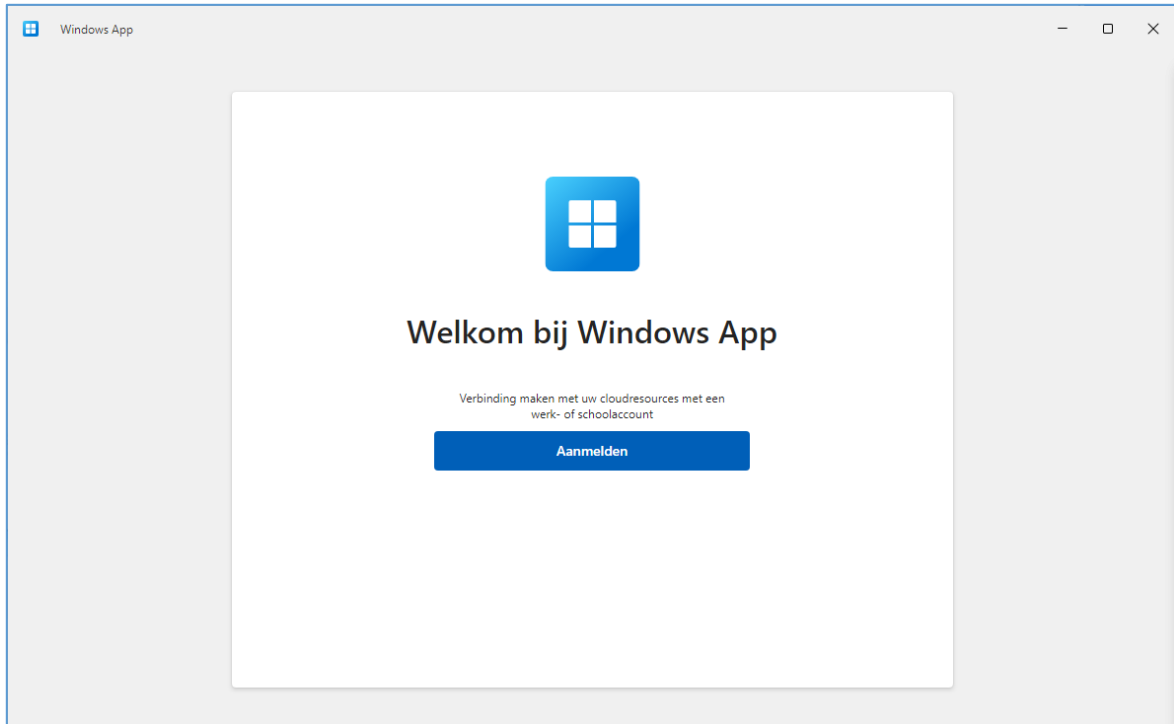 Windows App
Welkom bij Windows App
Verbinding maken met uw cloudresources met een
werk- of schoolaccount
Aanmelden